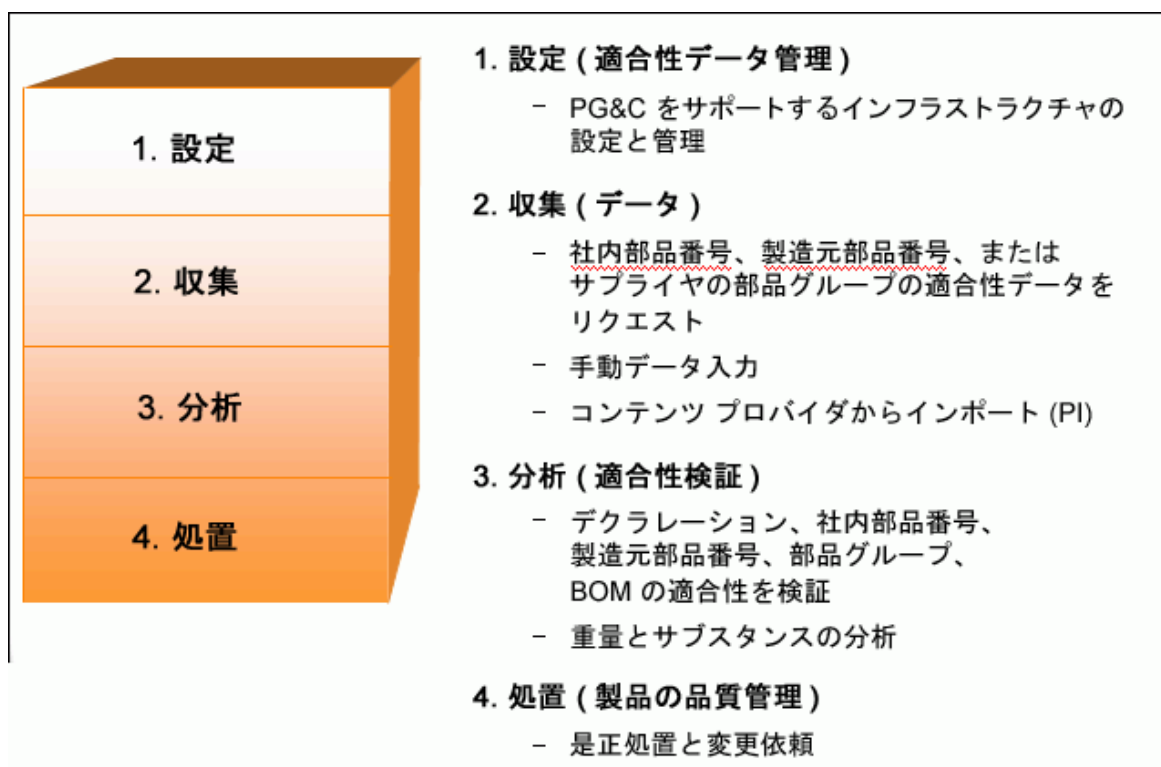 1. 設定
2. 収集
3. 分析
4. 処置
1. 設定 ( 適合性データ管理 )
– PG&C をサポートするインフラストラクチャの
設定と管理
2. 収集 ( データ )
– 社内部品番号、製造元部品番号、または
サプライヤの部品グループの適合性データを
リクエスト
– 手動データ入力
– コンテンツ プロバイダからインポート (PI)
3. 分析 ( 適合性検証 )
– デクラレーション、社内部品番号、
製造元部品番号、部品グループ、
BOM の適合性を検証
– 重量とサブスタンスの分析
4. 処置 ( 製品の品質管理 )
– 是正処置と変更依頼